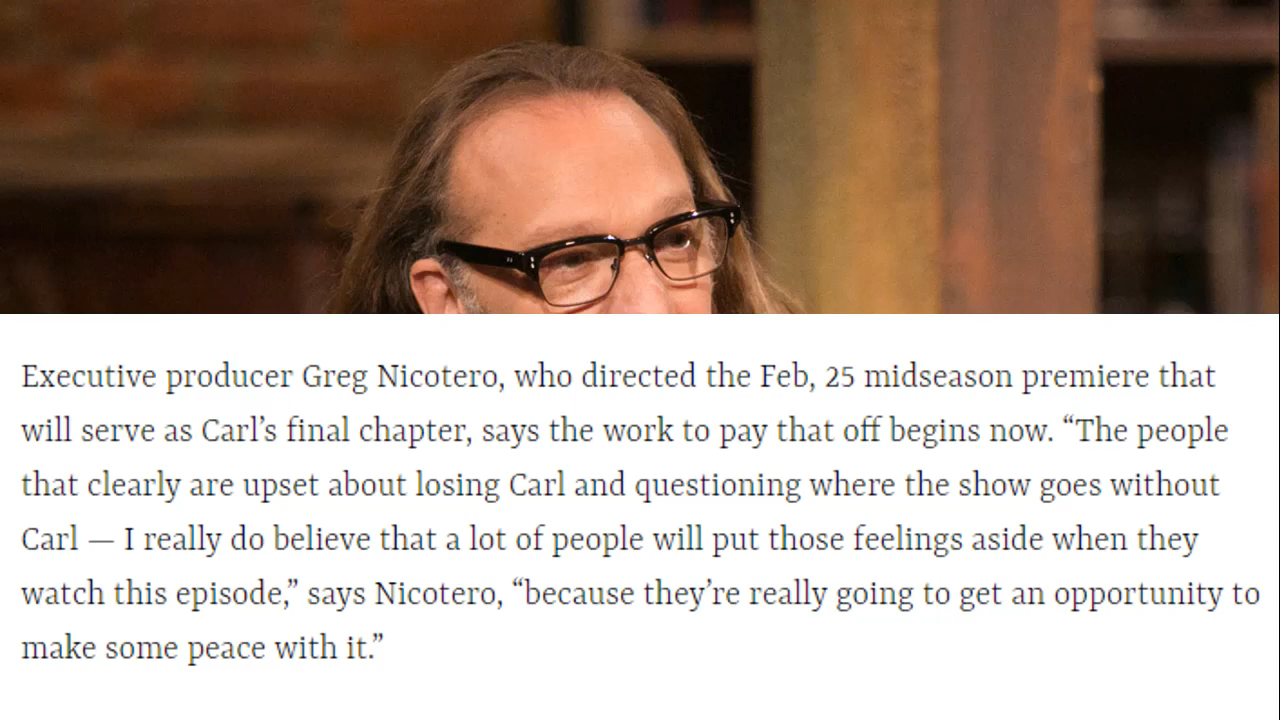 Executive producer Greg Nicotero, who directed the Feb, 25 midseason premiere that
will serve as Carl’s final chapter, says the work to pay that off begins now. “The people
that clearly are upset about losing Carl and questioning where the show goes without
Carl — I really do believe that a lot of people will put those feelings aside when they
watch this episode,” says Nicotero, “because they’re really going to get an opportunity to
make some peace with it.”